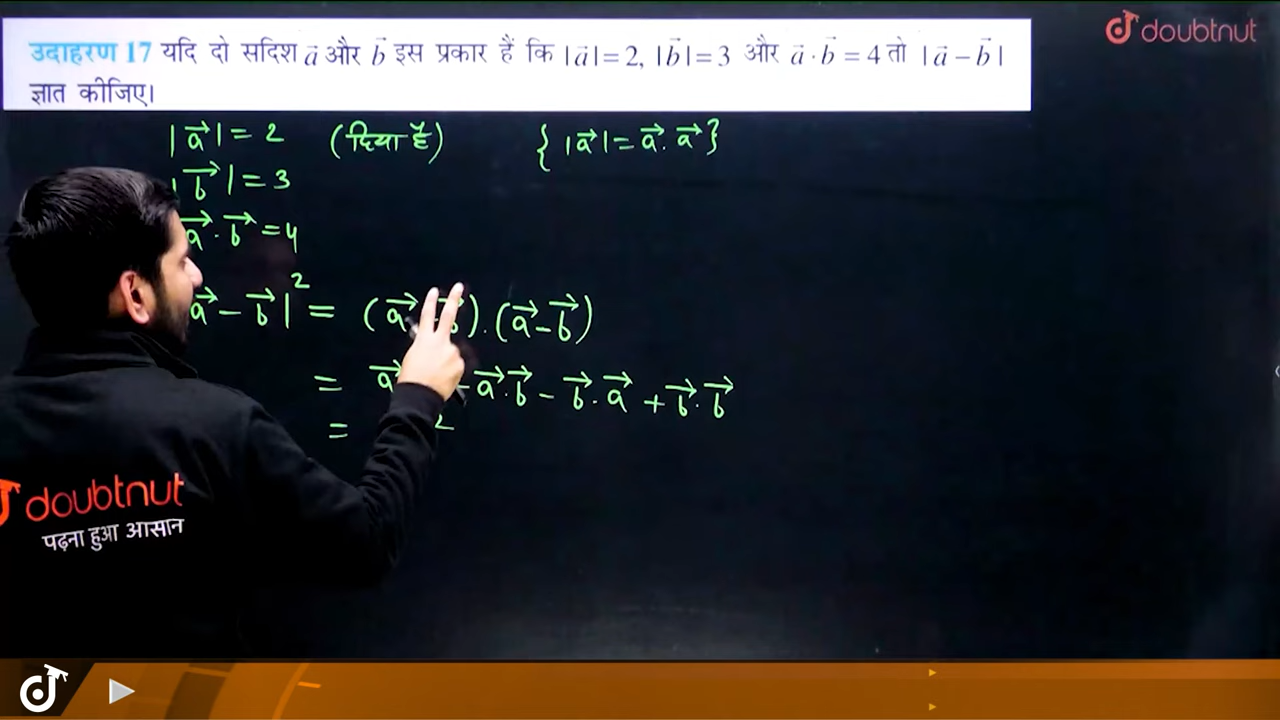 doubtnut
उदाहरण 17 यदि दो सदिश a⃗ और b⃗ इस प्रकार हैं कि |a⃗| = 2, |b⃗| = 3 और a⃗ · b⃗ = 4 तो |a⃗ − b⃗|
ज्ञात कीजिए।
|a⃗| = 2 (दिया है) {|a⃗| = a⃗. a⃗}
|b⃗| = 3
a⃗ . b⃗ = 4
a⃗ − b⃗|² = (a⃗ b⃗) . (a⃗ − b⃗)
= a⃗ − a⃗. b⃗ − b⃗ . a⃗ + b⃗. b⃗
= 2
doubtnut
पढ़ना हुआ आसान